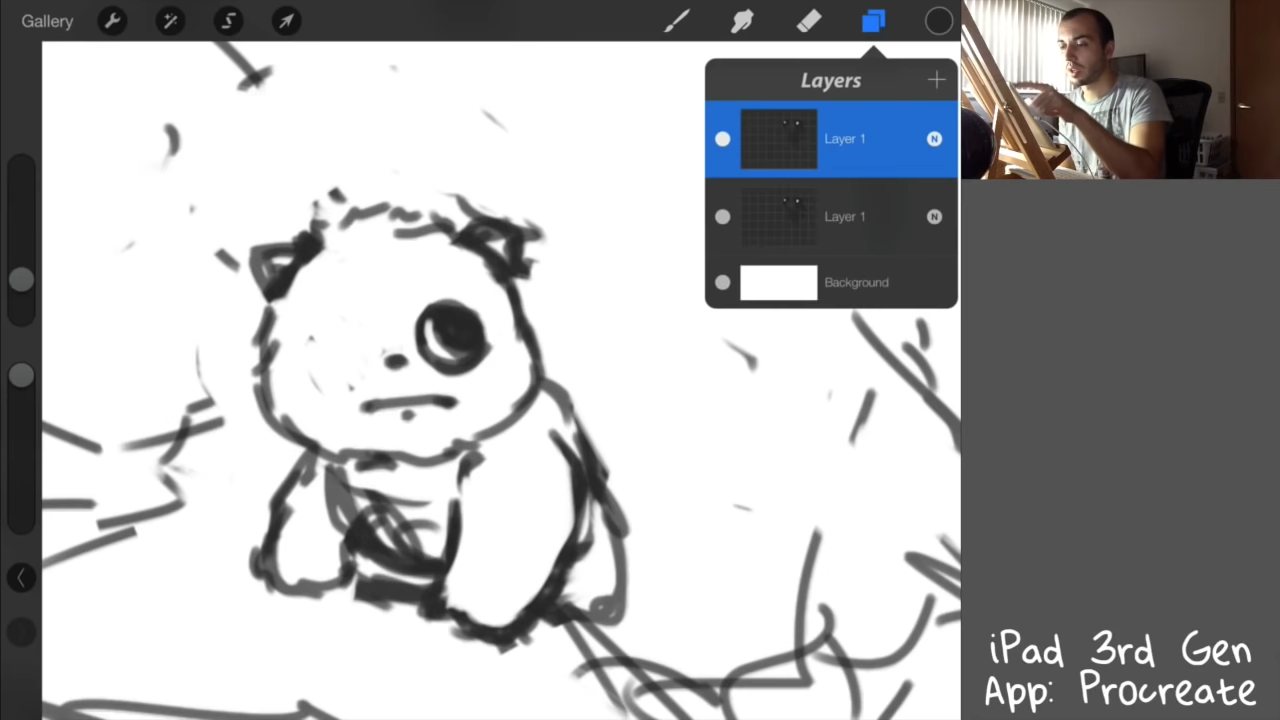 Gallery
Layers
Layer 1
N
Layer 1
N
Background
iPad 3rd Gen
App: Procreate